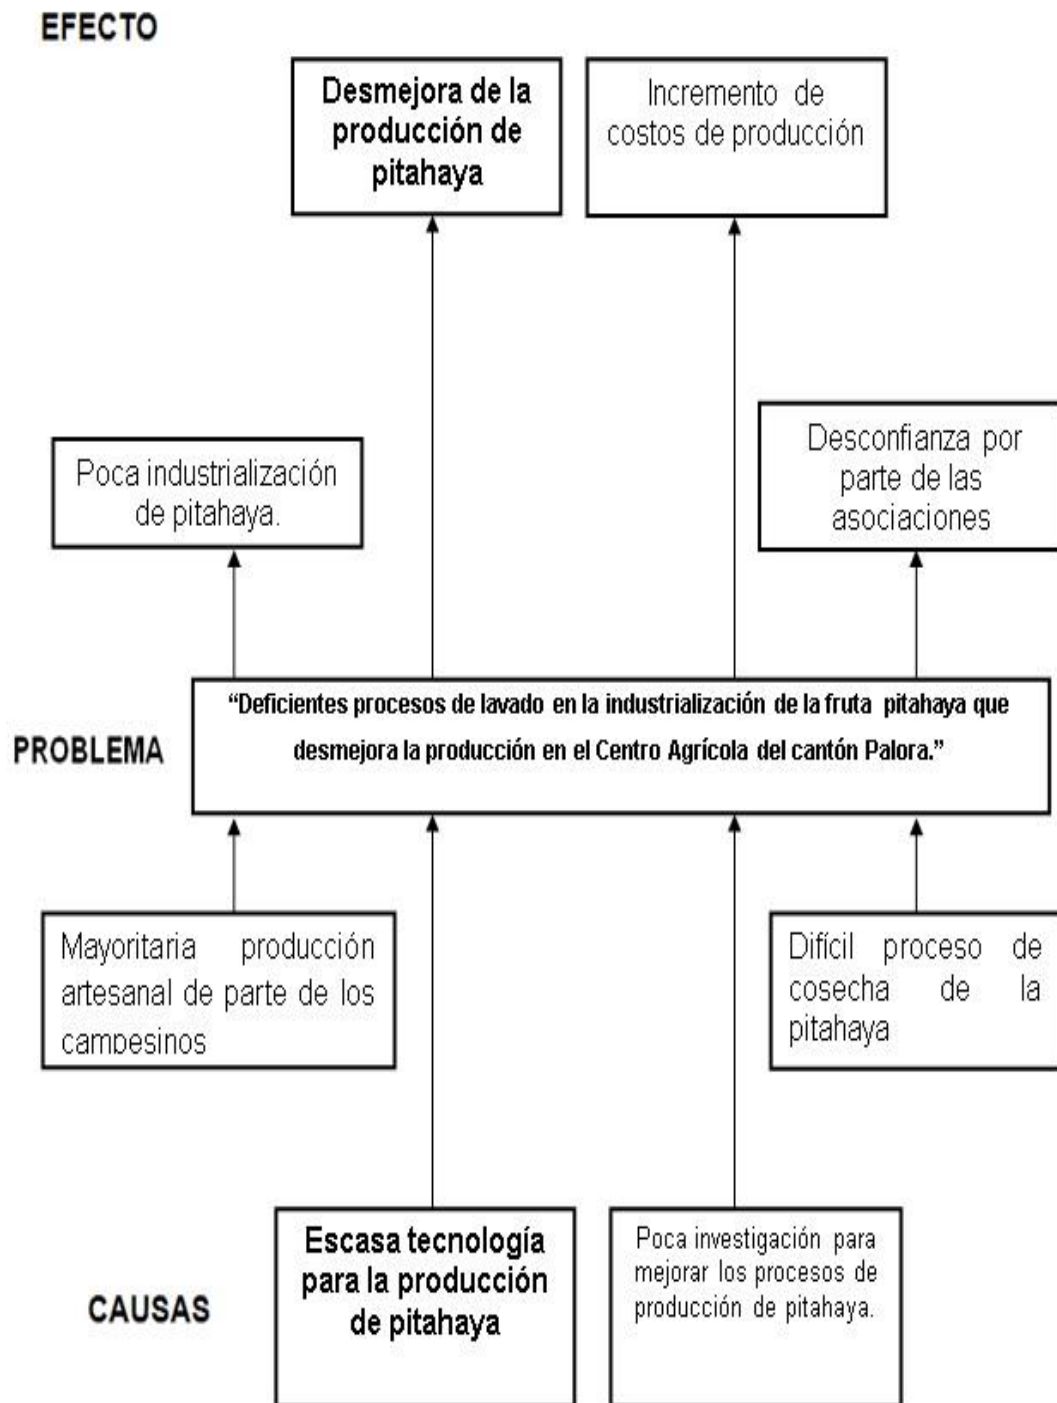 EFECTO
Desmejora de la
producción de
pitahaya
Incremento de
costos de producción
Poca industrialización
de pitahaya.
Desconfianza por
parte de las
asociaciones
PROBLEMA
“Deficientes procesos de lavado en la industrialización de la fruta pitahaya que
desmejora la producción en el Centro Agrícola del cantón Palora.”
Mayoritaria producción
artesanal de parte de los
campesinos
Difícil proceso de
cosecha de la
pitahaya
CAUSAS
Escasa tecnología
para la producción
de pitahaya
Poca investigación para
mejorar los procesos de
producción de pitahaya.